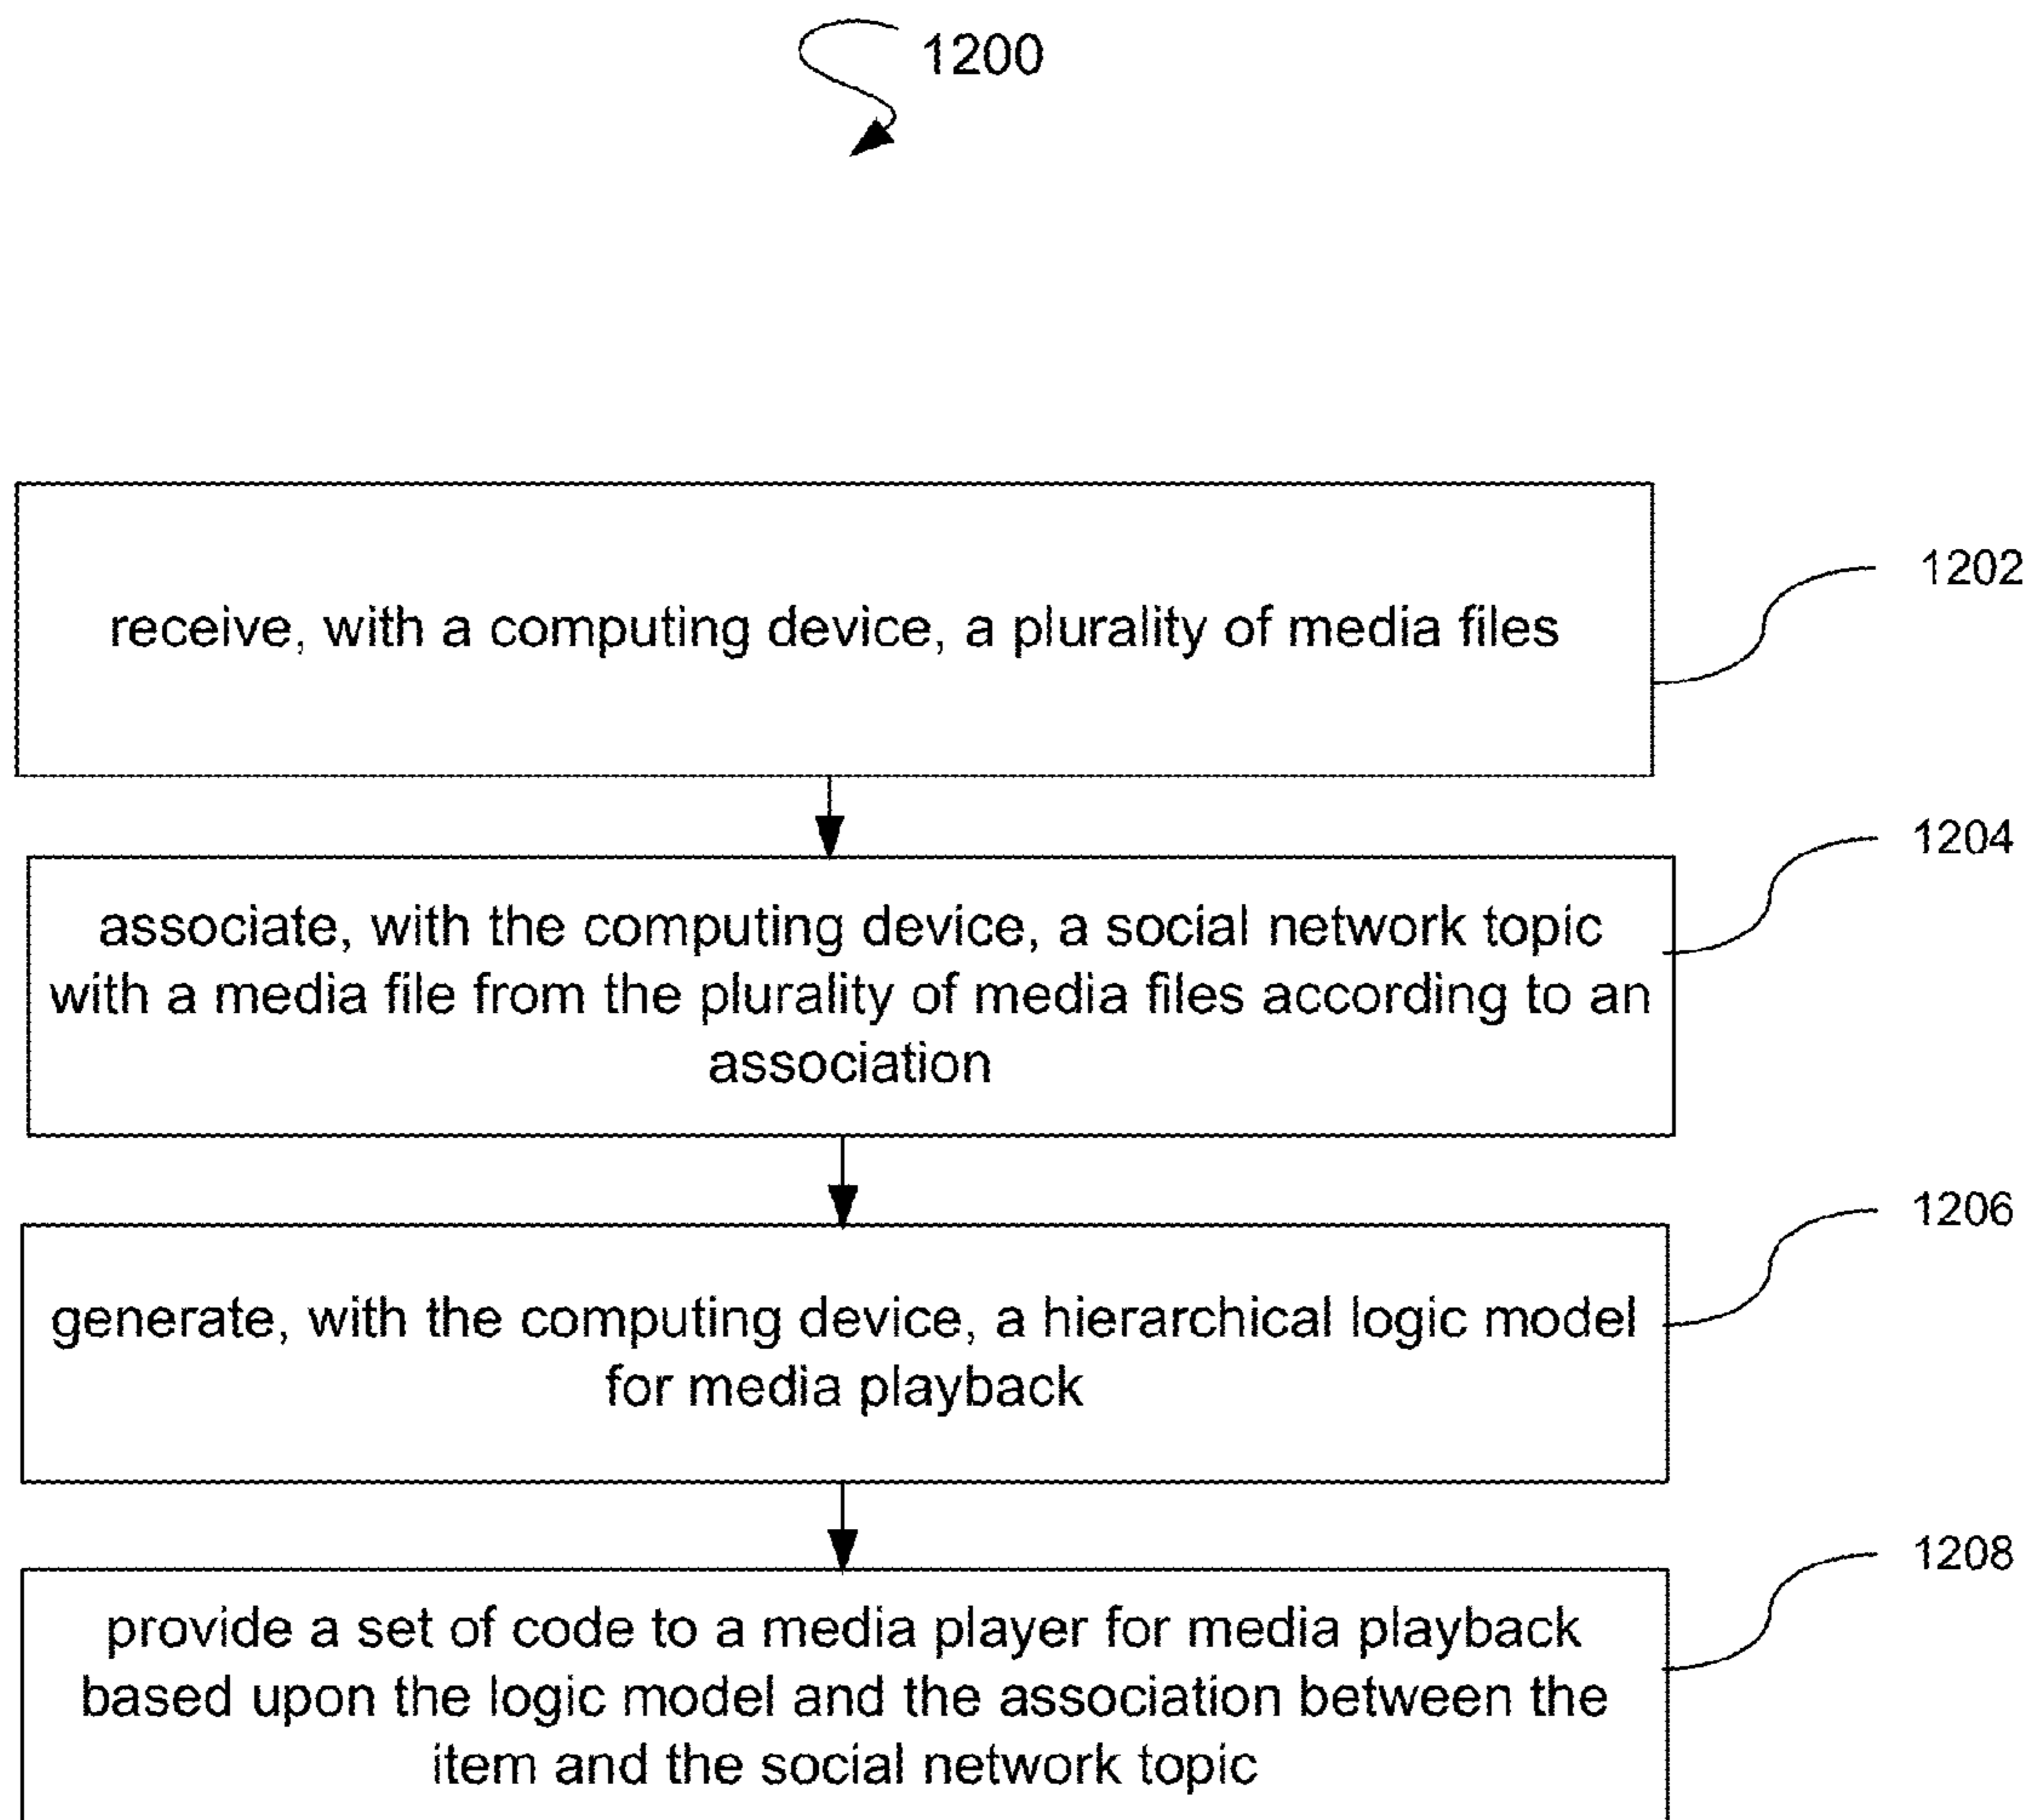 1200
receive, with a computing device, a plurality of media files
1202
associate, with the computing device, a social network topic
with a media file from the plurality of media files according to an
association
1204
generate, with the computing device, a hierarchical logic model
for media playback
1206
provide a set of code to a media player for media playback
based upon the logic model and the association between the
item and the social network topic
1208